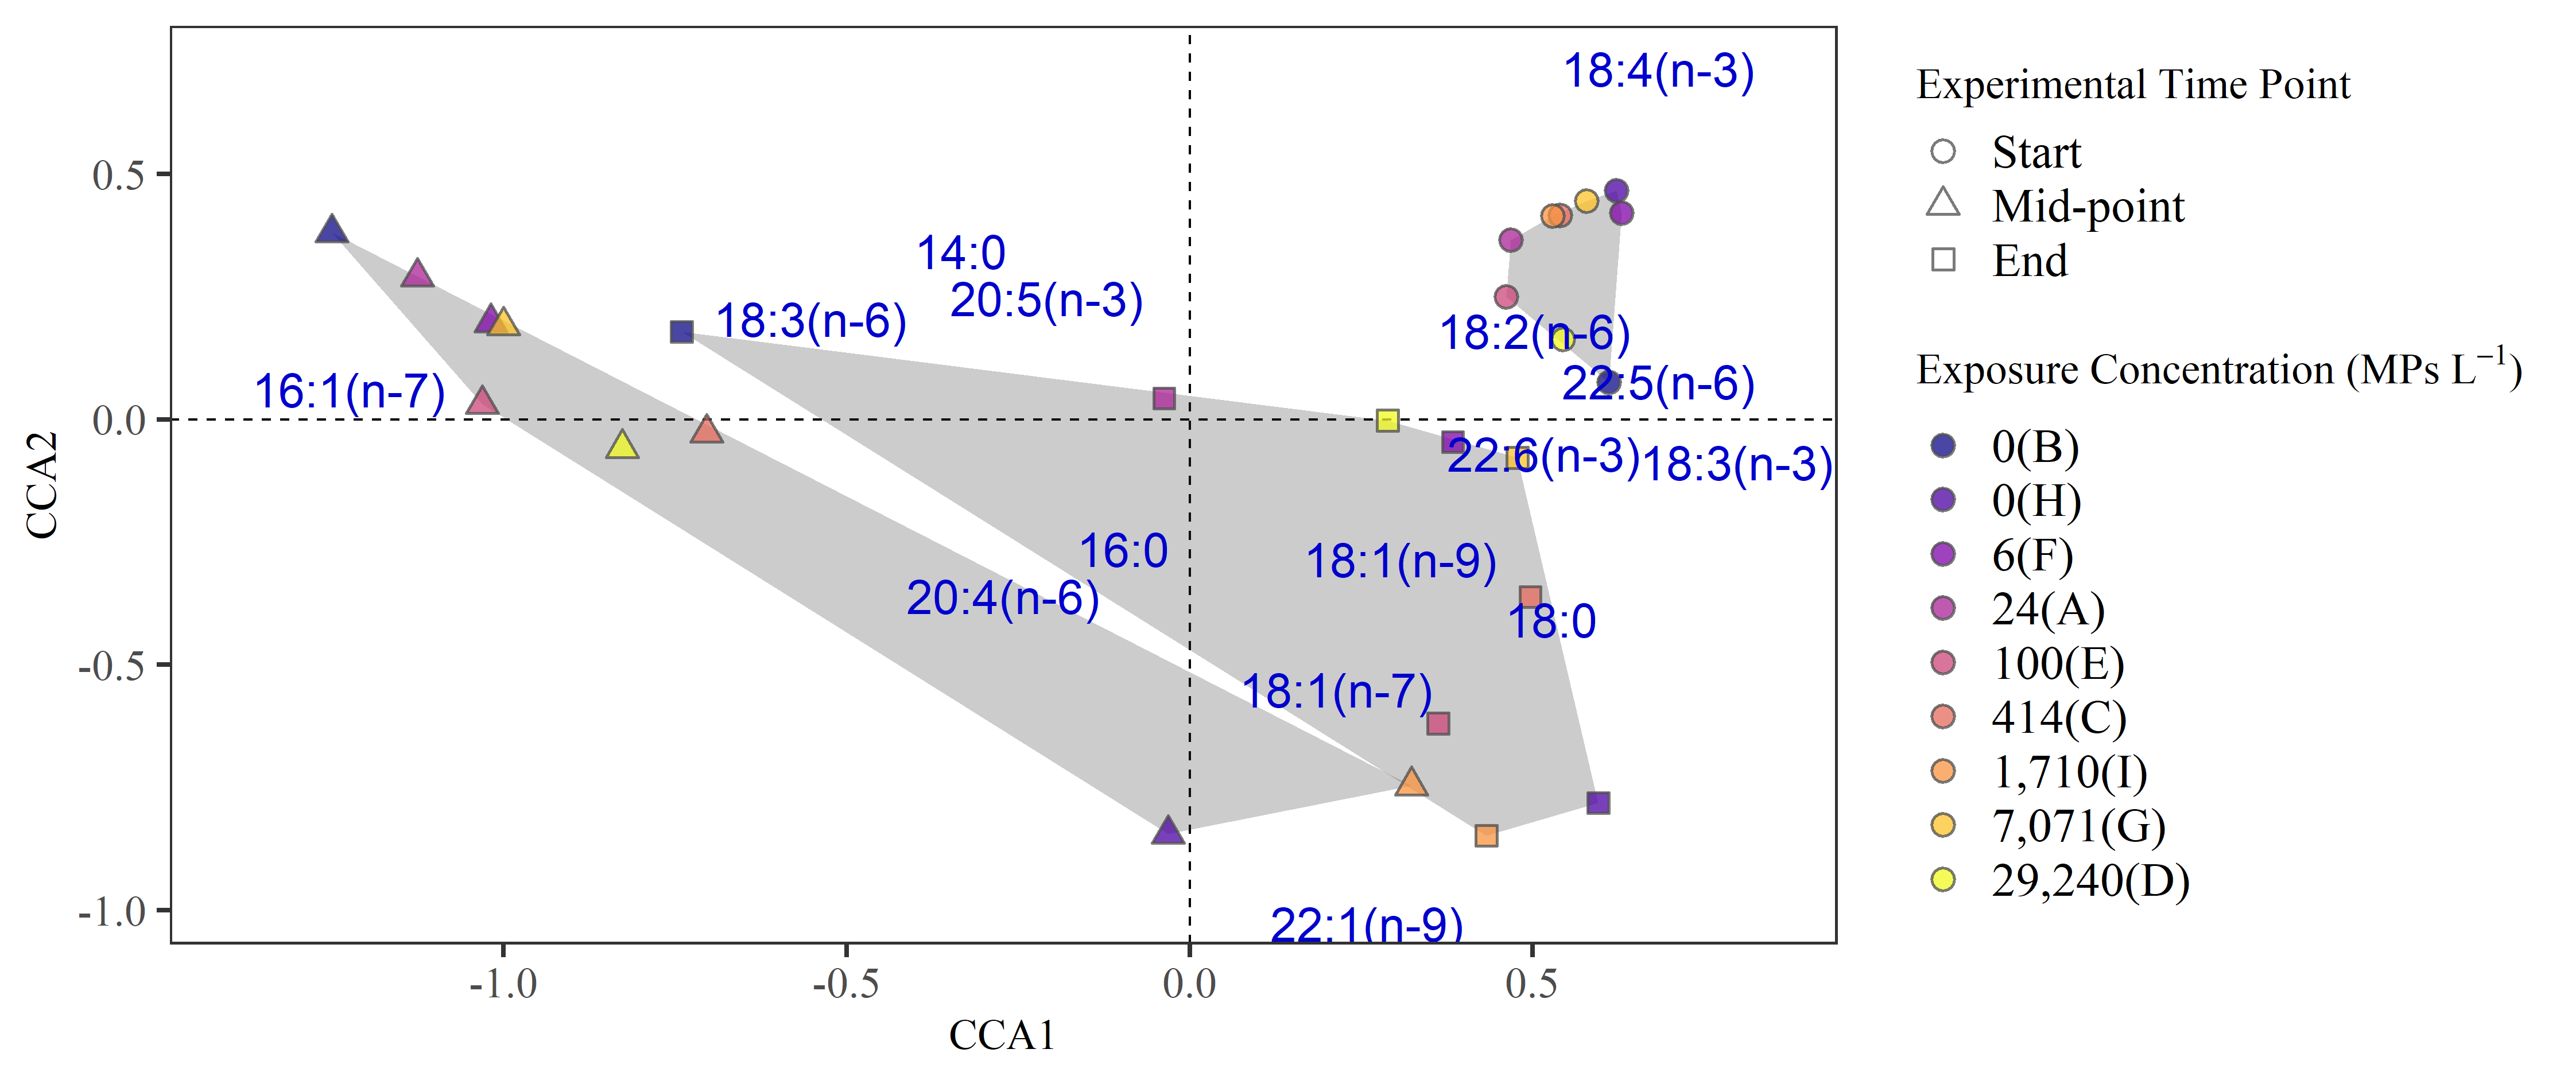 18:4(n-3)
14:0
20:5(n-3)
18:3(n-6)
18:2(n-6)
16:1(n-7)
22:5(n-6)
22:6(n-3)
18:3(n-3)
16:0
18:1(n-9)
20:4(n-6)
18:0
18:1(n-7)
22:1(n-9)
0.5
0.0
-0.5
-1.0
CCA2
-1.0
-0.5
0.0
0.5
CCA1
Experimental Time Point
Start
Mid-point
End
Exposure Concentration (MPs L⁻¹)
0(B)
0(H)
6(F)
24(A)
100(E)
414(C)
1,710(I)
7,071(G)
29,240(D)